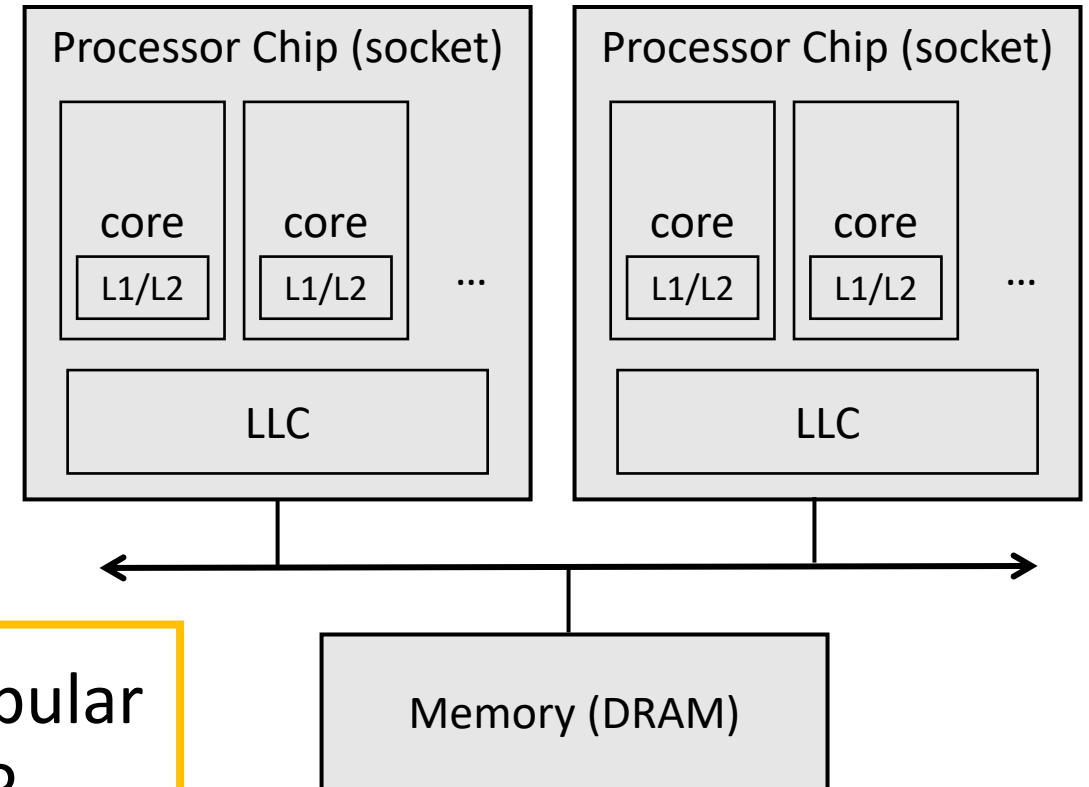 Processor Chip (socket)
core
L1/L2
core
L1/L2
...
LLC
Processor Chip (socket)
core
L1/L2
core
L1/L2
...
LLC
Memory (DRAM)